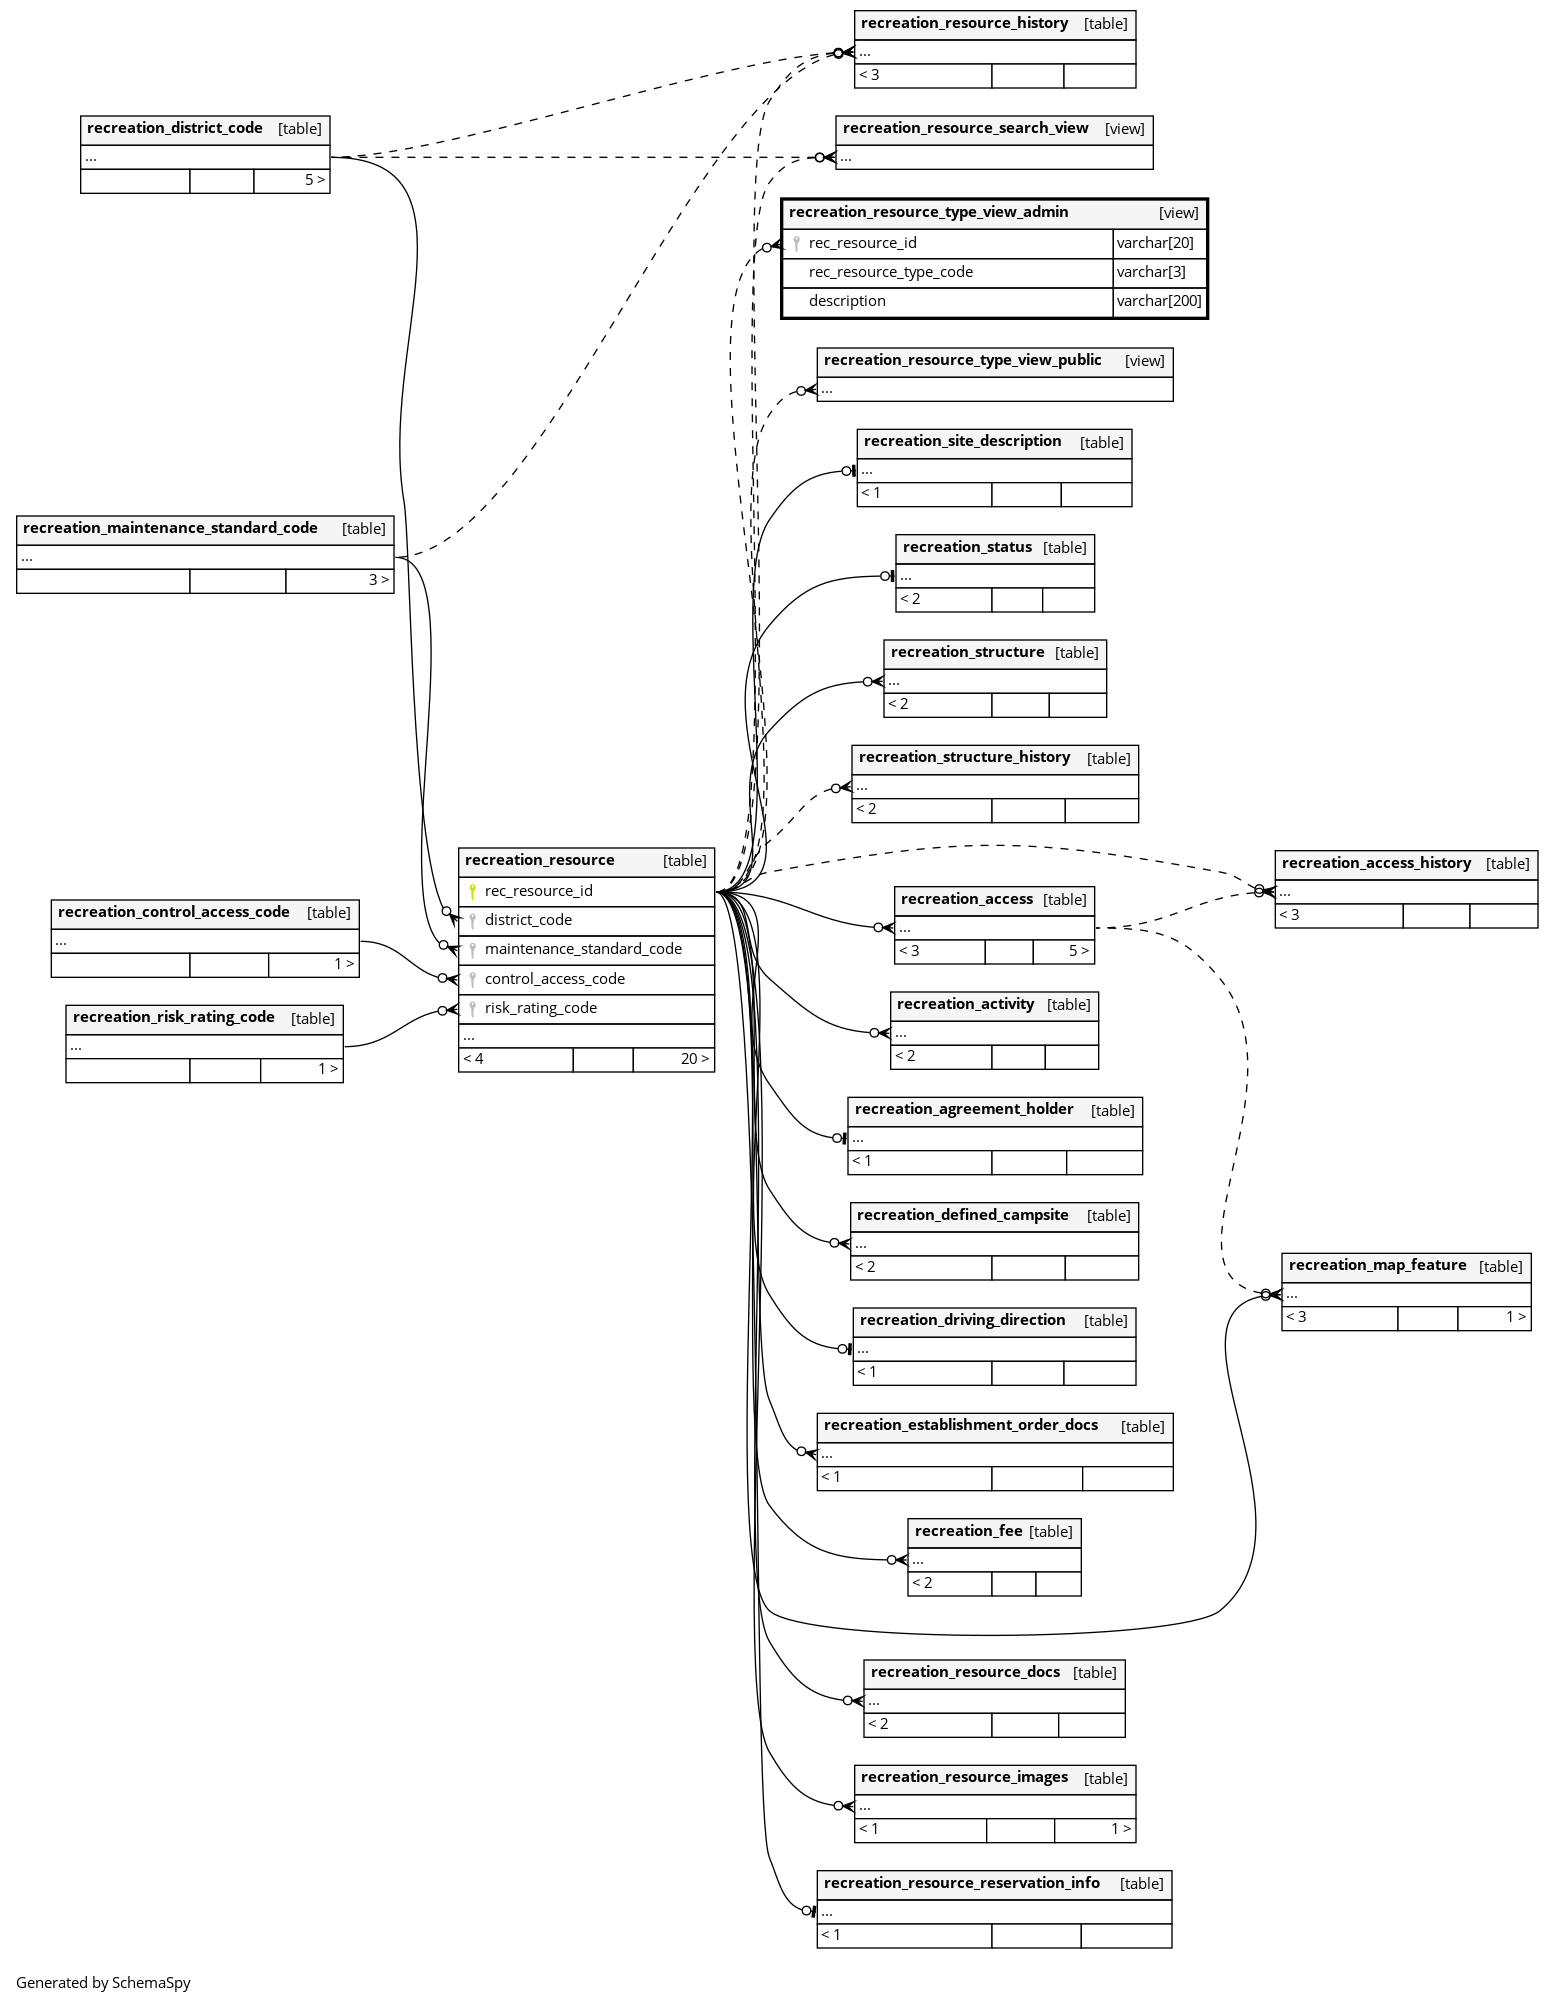 recreation_resource_history [table]
...
< 3
recreation_district_code [table]
...
5 >
recreation_resource_search_view [view]
...
recreation_resource_type_view_admin [view]
rec_resource_id varchar[20]
rec_resource_type_code varchar[3]
description varchar[200]
recreation_resource_type_view_public [view]
...
recreation_site_description [table]
...
< 1
recreation_maintenance_standard_code [table]
...
3 >
recreation_status [table]
...
< 2
recreation_structure [table]
...
< 2
recreation_structure_history [table]
...
< 2
recreation_resource [table]
rec_resource_id
district_code
maintenance_standard_code
control_access_code
risk_rating_code
...
< 4 20 >
recreation_control_access_code [table]
...
1 >
recreation_risk_rating_code [table]
...
1 >
recreation_access_history [table]
...
< 3
recreation_access [table]
...
< 3 5 >
recreation_activity [table]
...
< 2
recreation_agreement_holder [table]
...
< 1
recreation_defined_campsite [table]
...
< 2
recreation_map_feature [table]
...
< 3 1 >
recreation_driving_direction [table]
...
< 1
recreation_establishment_order_docs [table]
...
< 1
recreation_fee [table]
...
< 2
recreation_resource_docs [table]
...
< 2
recreation_resource_images [table]
...
< 1 1 >
recreation_resource_reservation_info [table]
...
< 1
Generated by SchemaSpy